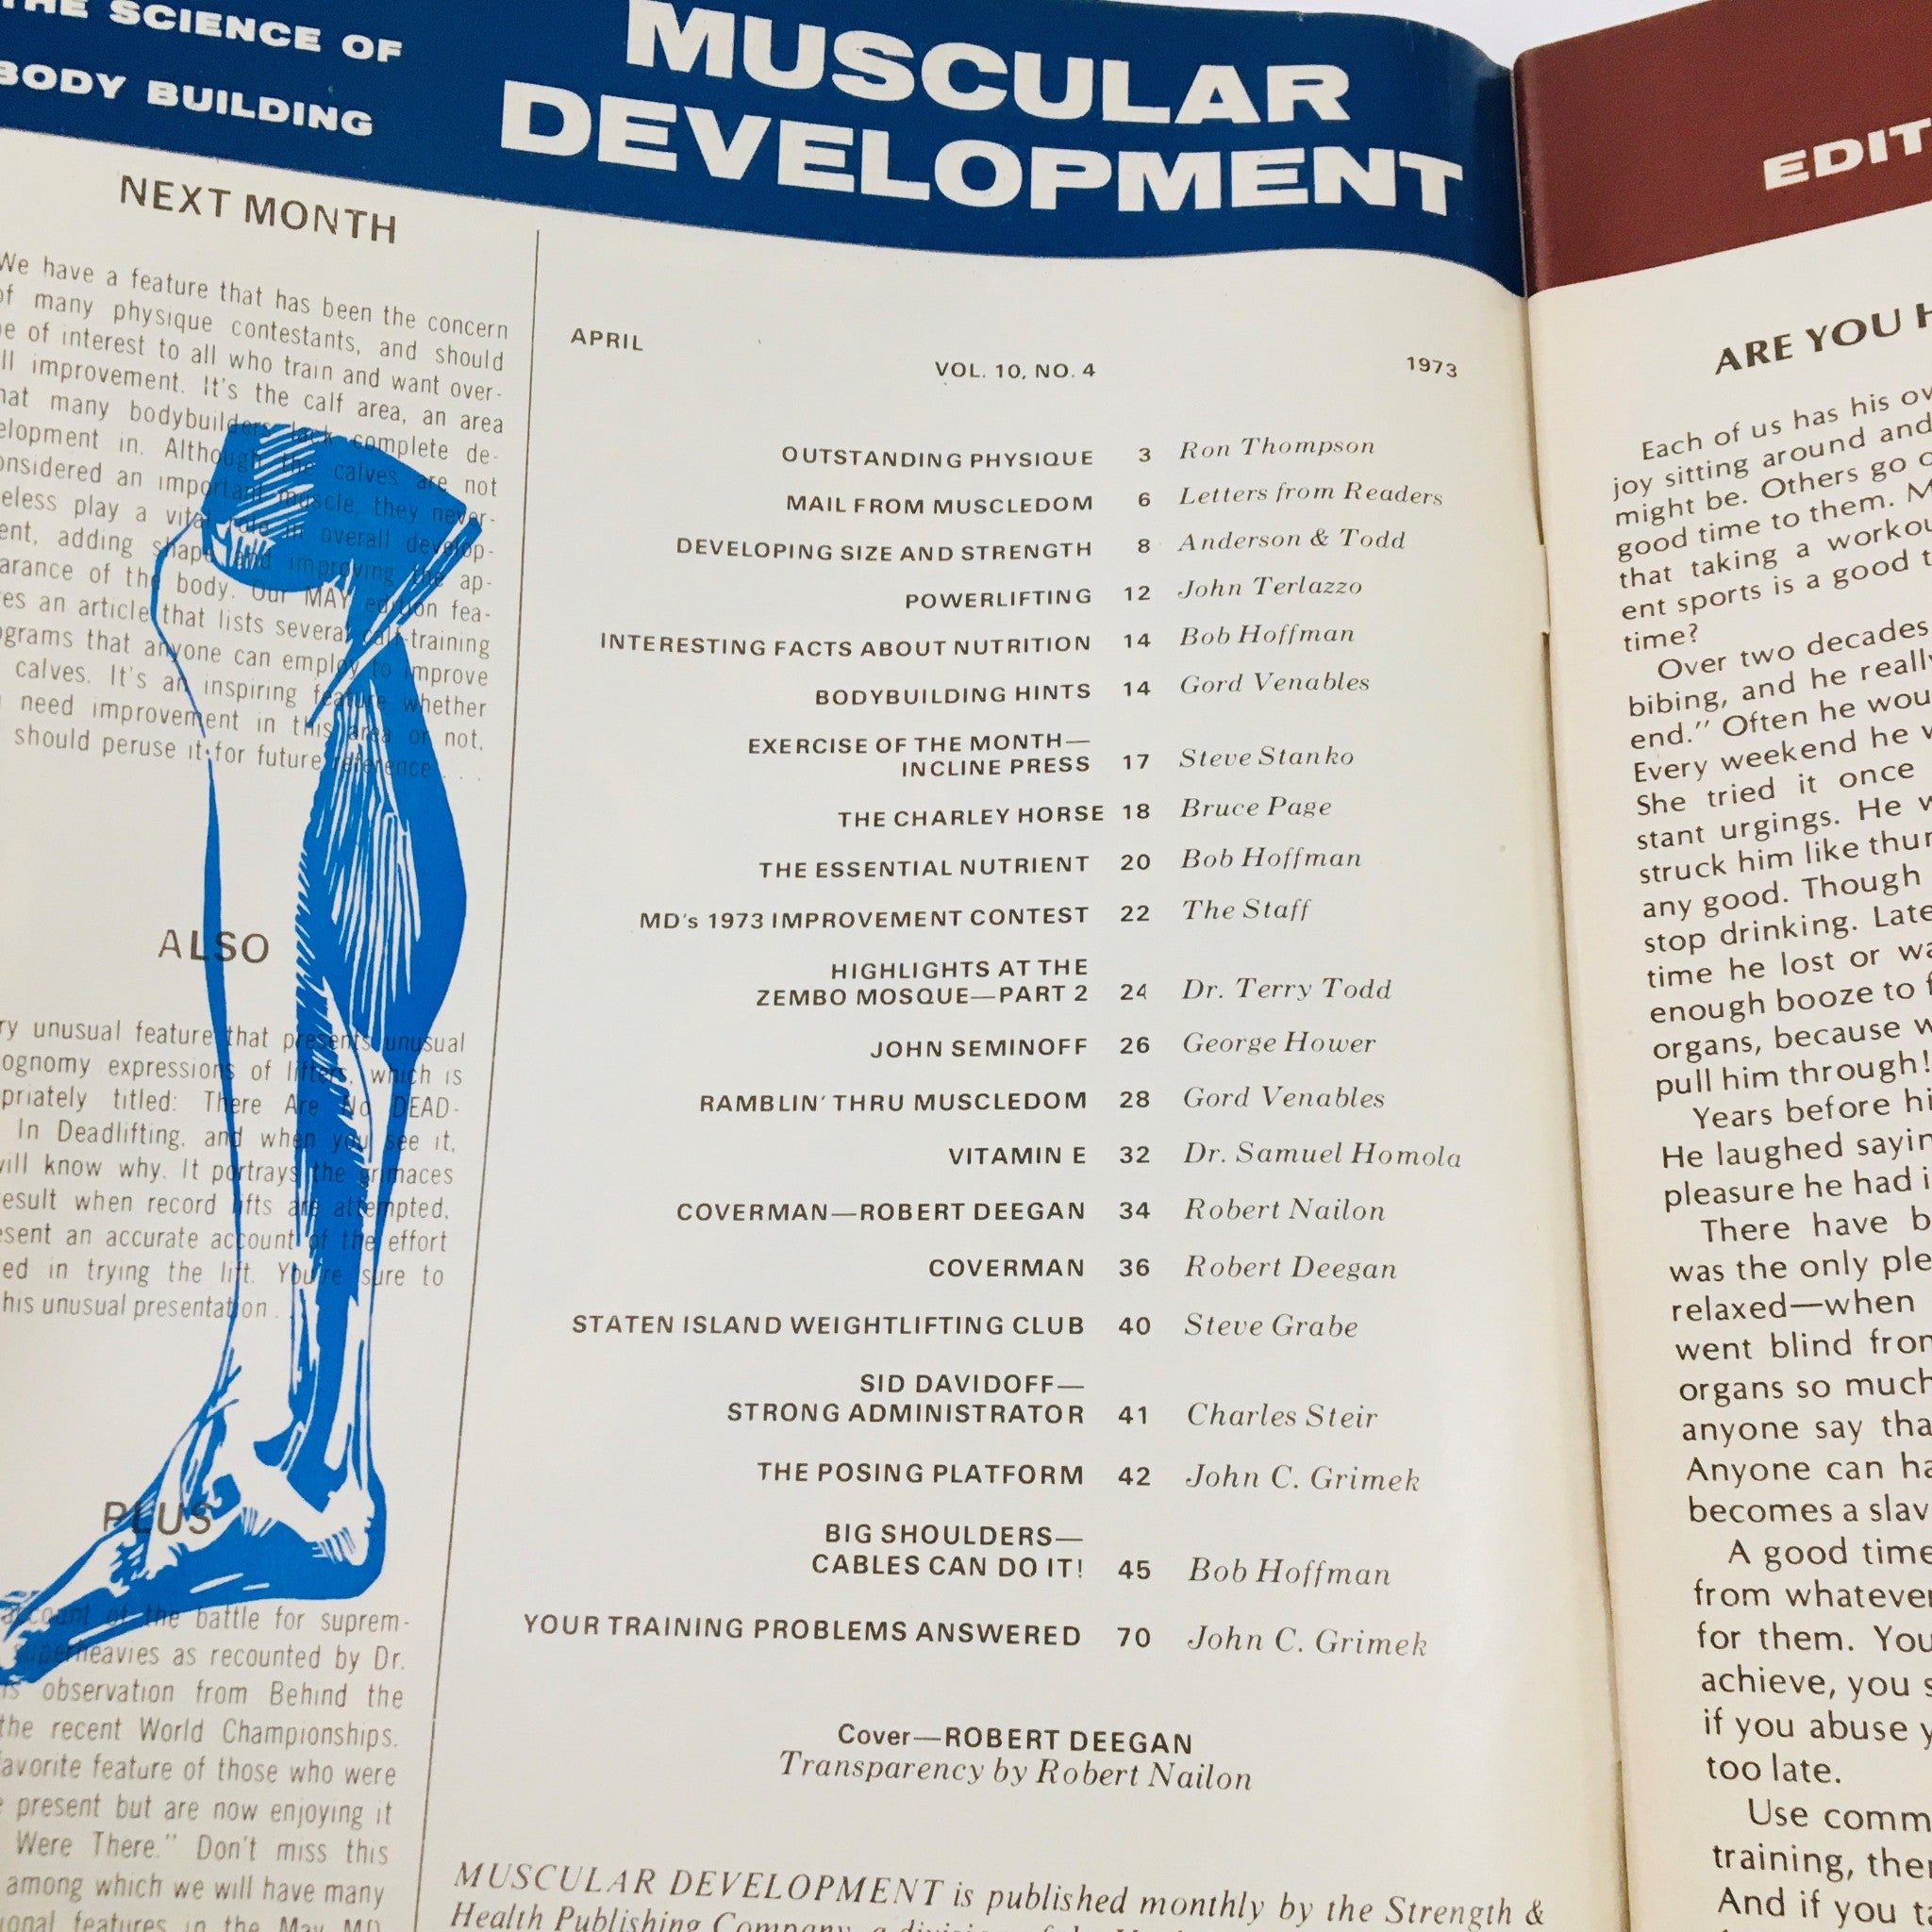 THE SCIENCE OF
BODY BUILDING
MUSCULAR
DEVELOPMENT
NEXT MONTH
We have a feature that has been the concern
of many physique contestants, and should
be of interest to all who train and want over-
all improvement. It's the calf area, an area
that many bodybuilders lack complete de-
velopment in. Although the calves are not
considered an important muscle, they never-
theless play a vital role in overall develop-
ment, adding shape and improving the ap-
pearance of the body. Our MAY edition fea-
tures an article that lists several calf-training
programs that anyone can employ to improve
calves. It's an inspiring feature whether
need improvement in this area or not,
should peruse it for future reference . . .
ALSO
unusual feature that presents unusual
expressions of lifters, which is
titled: There Are No DEAD-
In Deadlifting, and when you see it,
will know why. It portrays the grimaces
result when record lifts are attempted,
an accurate account of the effort
in trying the lift. You're sure to
this unusual presentation . .
PLUS
account of the battle for suprem-
superheavies as recounted by Dr.
observation from Behind the
the recent World Championships.
favorite feature of those who were
present but are now enjoying it
Were There." Don't miss this
among which we will have many
features in the May MD.
APRIL VOL. 10, NO. 4 1973
OUTSTANDING PHYSIQUE 3 Ron Thompson
MAIL FROM MUSCLEDOM 6 Letters from Readers
DEVELOPING SIZE AND STRENGTH 8 Anderson & Todd
POWERLIFTING 12 John Terlazzo
INTERESTING FACTS ABOUT NUTRITION 14 Bob Hoffman
BODYBUILDING HINTS 14 Gord Venables
EXERCISE OF THE MONTH—
INCLINE PRESS 17 Steve Stanko
THE CHARLEY HORSE 18 Bruce Page
THE ESSENTIAL NUTRIENT 20 Bob Hoffman
MD's 1973 IMPROVEMENT CONTEST 22 The Staff
HIGHLIGHTS AT THE
ZEMBO MOSQUE—PART 2 24 Dr. Terry Todd
JOHN SEMINOFF 26 George Hower
RAMBLIN' THRU MUSCLEDOM 28 Gord Venables
VITAMIN E 32 Dr. Samuel Homola
COVERMAN—ROBERT DEEGAN 34 Robert Nailon
COVERMAN 36 Robert Deegan
STATEN ISLAND WEIGHTLIFTING CLUB 40 Steve Grabe
SID DAVIDOFF—
STRONG ADMINISTRATOR 41 Charles Steir
THE POSING PLATFORM 42 John C. Grimek
BIG SHOULDERS—
CABLES CAN DO IT! 45 Bob Hoffman
YOUR TRAINING PROBLEMS ANSWERED 70 John C. Grimek
Cover—ROBERT DEEGAN
Transparency by Robert Nailon
MUSCULAR DEVELOPMENT is published monthly by the Strength &
Health Publishing Company, a division of the
EDIT
ARE YOU H
Each of us has his ow
joy sitting around and
might be. Others go o
good time to them. M
that taking a workou
ent sports is a good t
time?
Over two decades
bibing, and he really
end." Often he wou
Every weekend he w
She tried it once
stant urgings. He w
struck him like thun
any good. Though
stop drinking. Late
time he lost or wa
enough booze to f
organs, because w
pull him through!
Years before hi
He laughed sayin
pleasure he had i
There have b
was the only ple
relaxed—when
went blind from
organs so much
anyone say tha
Anyone can ha
becomes a slav
A good time
from whatever
for them. You
achieve, you s
if you abuse y
too late.
Use comm
training, ther
And if you ta